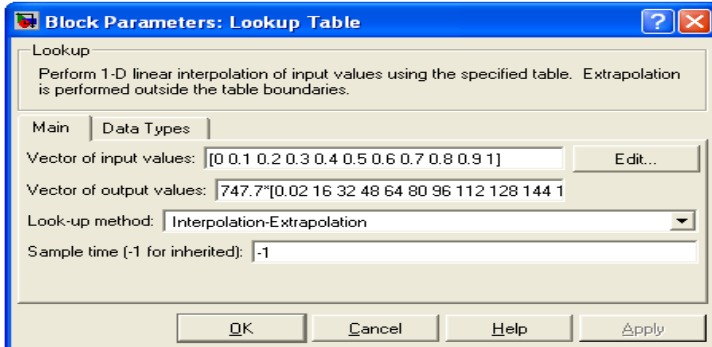 Block Parameters: Lookup Table
Lookup
Perform 1-D linear interpolation of input values using the specified table. Extrapolation
is performed outside the table boundaries.
Main Data Types
Vector of input values: [0 0.1 0.2 0.3 0.4 0.5 0.6 0.7 0.8 0.9 1] Edit...
Vector of output values: 747.7*[0.02 16 32 48 64 80 96 112 128 144 1
Look-up method: Interpolation-Extrapolation
Sample time (-1 for inherited): -1
OK Cancel Help Apply